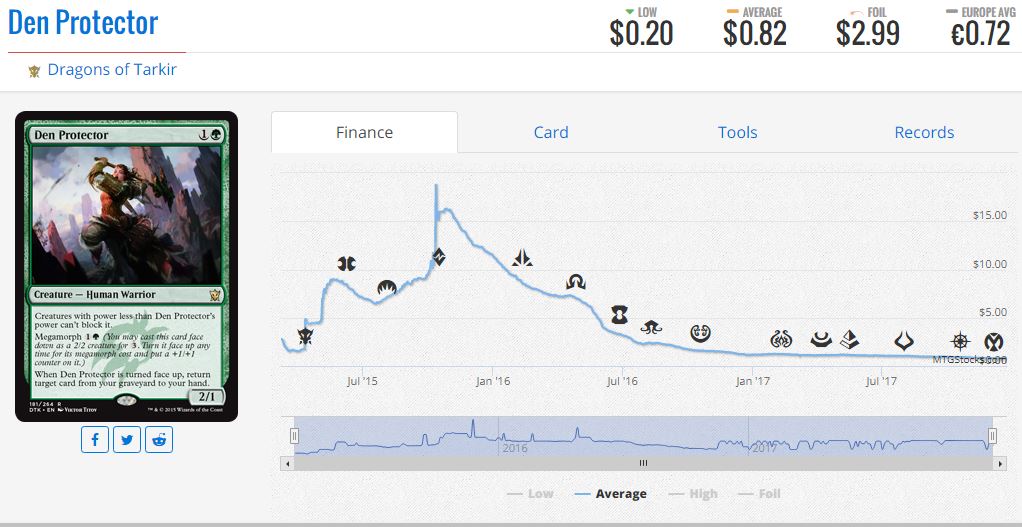 Den Protector
LOW
$0.20
AVERAGE
$0.82
FOIL
$2.99
EUROPE AVG
€0.72
Dragons of Tarkir
Den Protector 1
Creature — Human Warrior
Creatures with power less than Den Protector's
power can't block it.
Megamorph 1 (You may cast this card face
down as a 2/2 creature for 3. Turn it face up any
time for its megamorph cost and put a +1/+1
counter on it.)
When Den Protector is turned face up, return
target card from your graveyard to your hand.
2/1
181/264 R
DTK • EN Viktor Titov
™ & © 2015 Wizards of the Coast
Finance
Card
Tools
Records
$15.00
$10.00
$5.00
MTGStocks.com
$0.00
Jul '15
Jan '16
Jul '16
Jan '17
Jul '17
2016
2017
Low
Average
High
Foil